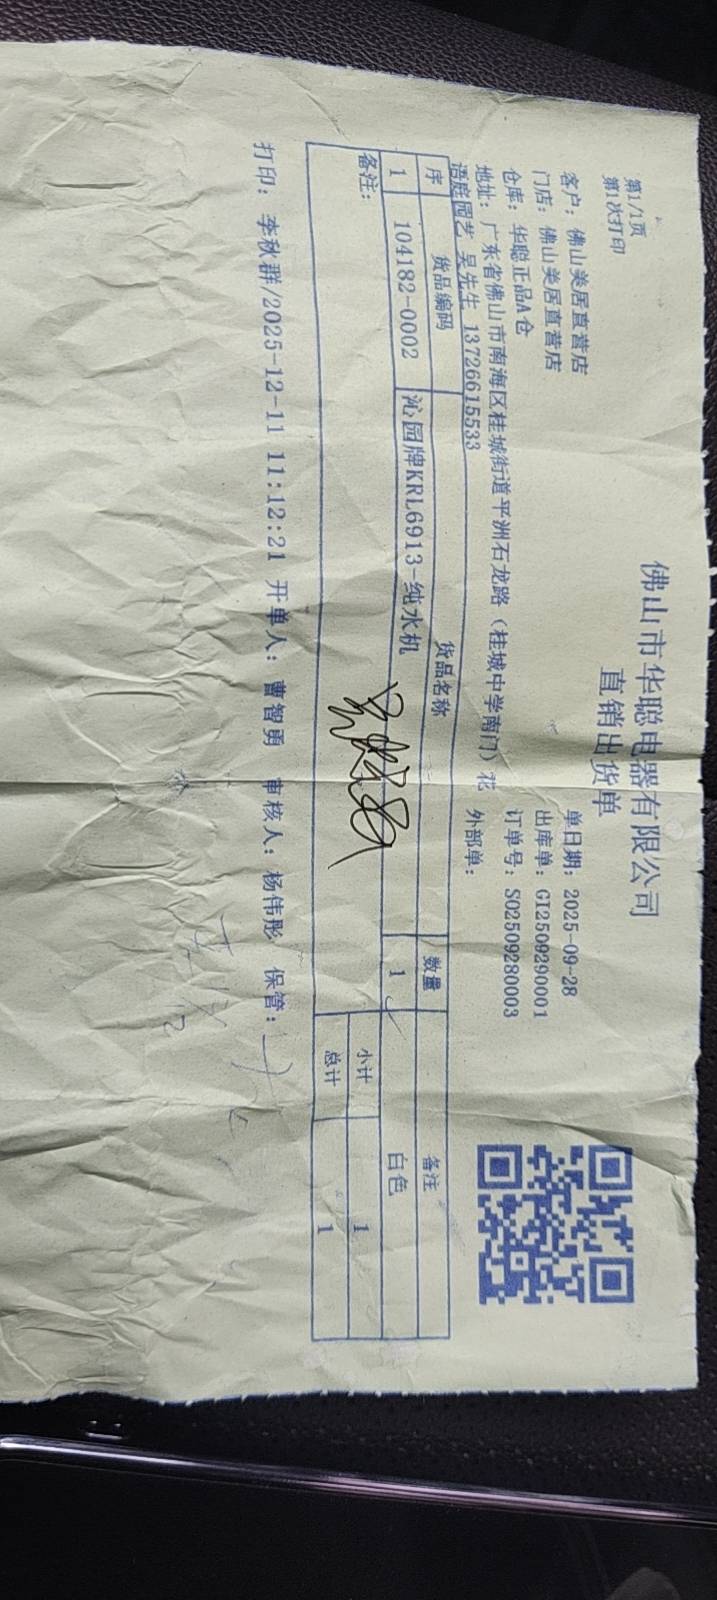 佛山市华聪电器有限公司
直销出货单
第1/1页
第1次打印
客户：佛山美居直营店
单日期：2025-09-28
门店：佛山美居直营店
出库单：GI2509290001
仓库：华聪正品A仓
订单号：SO2509280003
地址：广东省佛山市南海区桂城街道平洲石龙路（桂城中学南门）花
外部单：
语庭园艺 吴先生 13726615533
序 货品编码 货品名称 数量 备注
1 104182-0002 沁园牌KRL6913-纯水机 1 白色
备注：
小计 1
总计 1
打印：李秋群/2025-12-11 11:12:21 开单人：曹智勇 审核人：杨伟彤 保管：